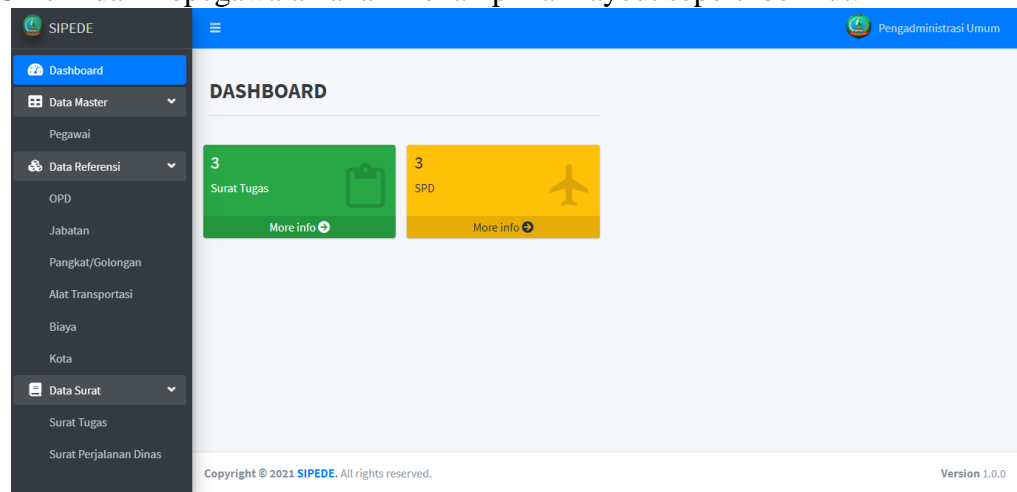 SIPEDE
Pengadministrasi Umum
Dashboard
Data Master
Pegawai
Data Referensi
OPD
Jabatan
Pangkat/Golongan
Alat Transportasi
Biaya
Kota
Data Surat
Surat Tugas
Surat Perjalanan Dinas
DASHBOARD
3
Surat Tugas
More info
3
SPD
More info
Copyright © 2021 SIPEDE. All rights reserved.
Version 1.0.0